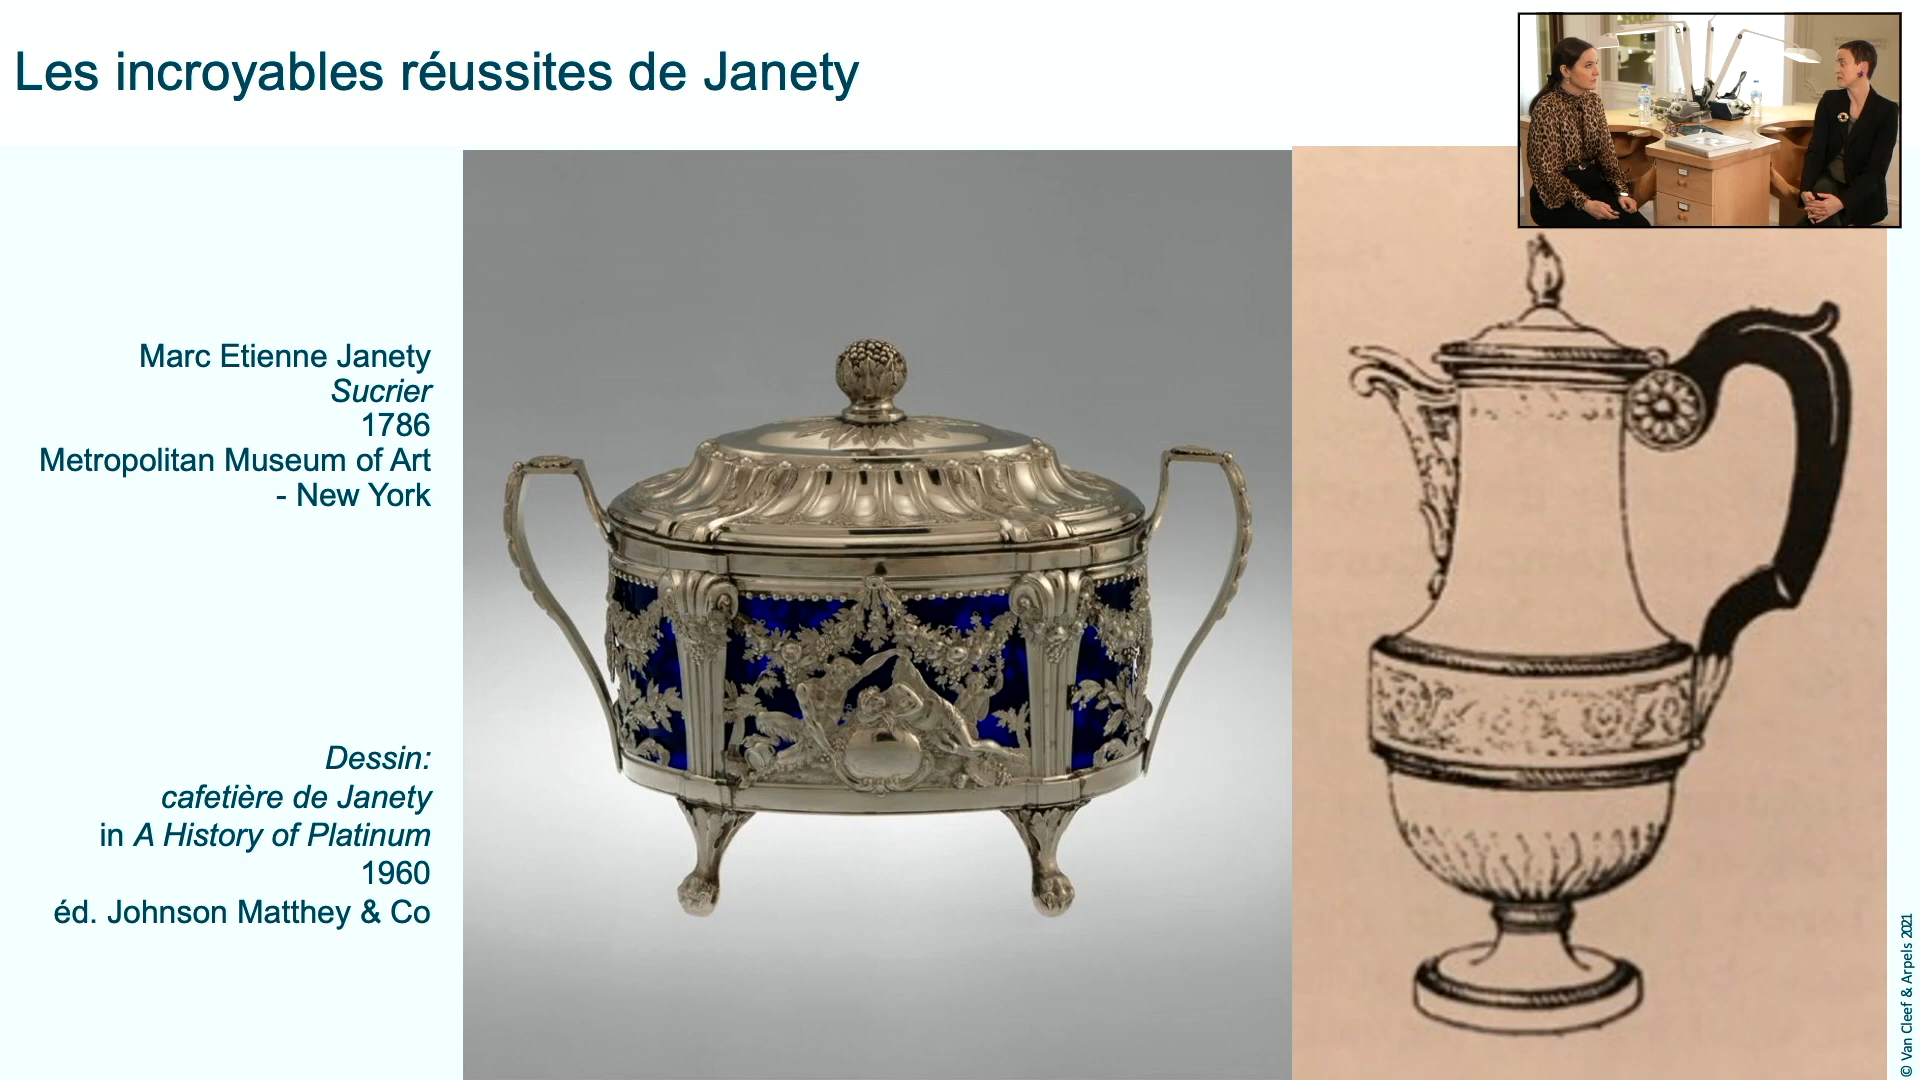 Les incroyables réussites de Janety
Marc Etienne Janety
Sucrier
1786
Metropolitan Museum of Art
- New York
Dessin:
cafetière de Janety
in A History of Platinum
1960
éd. Johnson Matthey & Co
© Van Cleef & Arpels 2021